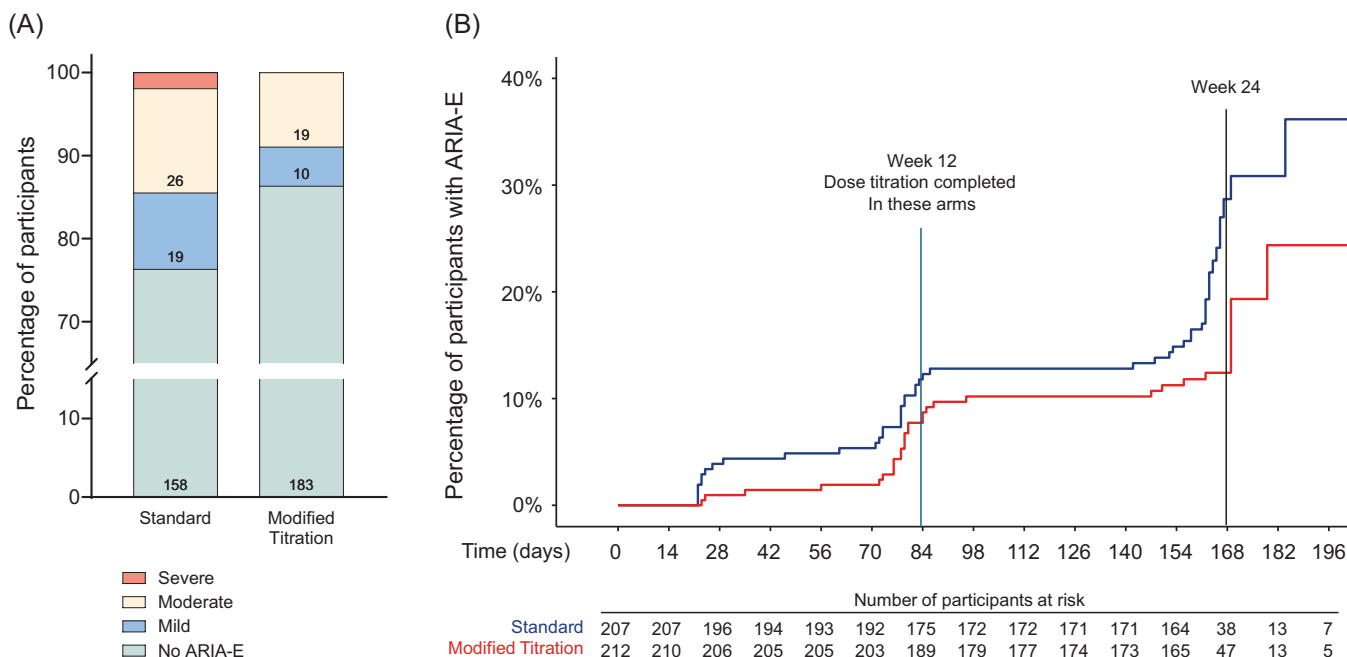 (A)
Percentage of participants
100
90
80
70
10
0
26
19
158
19
10
183
Standard
Modified
Titration
Severe
Moderate
Mild
No ARIA-E
(B)
Percentage of participants with ARIA-E
40%
30%
20%
10%
0%
Week 12
Dose titration completed
In these arms
Week 24
Time (days) 0 14 28 42 56 70 84 98 112 126 140 154 168 182 196
Number of participants at risk
Standard 207 207 196 194 193 192 175 172 172 171 171 164 38 13 7
Modified Titration 212 210 206 205 205 203 189 179 177 174 173 165 47 13 5